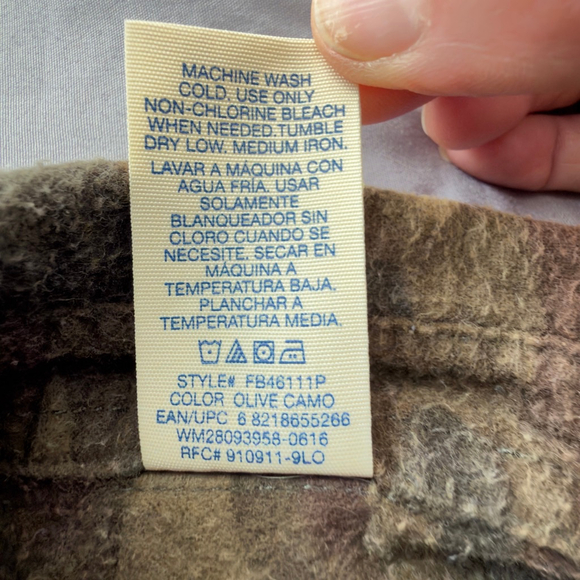 MACHINE WASH
COLD. USE ONLY
NON-CHLORINE BLEACH
WHEN NEEDED.TUMBLE
DRY LOW. MEDIUM IRON.
LAVAR A MÁQUINA CON
AGUA FRÍA. USAR
SOLAMENTE
BLANQUEADOR SIN
CLORO CUANDO SE
NECESITE. SECAR EN
MÁQUINA A
TEMPERATURA BAJA.
PLANCHAR A
TEMPERATURA MEDIA.
STYLE# FB46111P
COLOR OLIVE CAMO
EAN/UPC 6 8218655266
WM28093958-0616
RFC# 910911-9LO